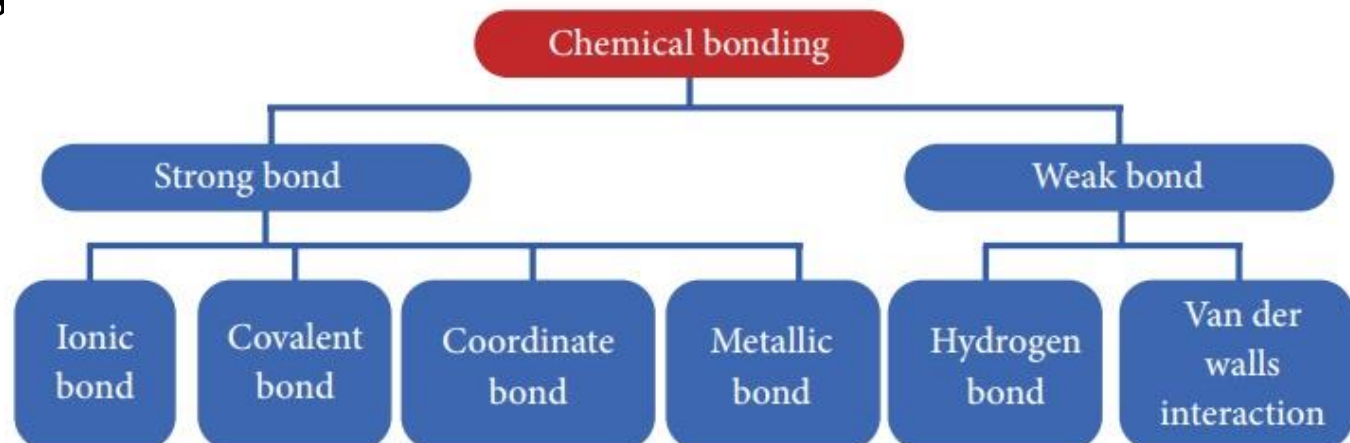 Chemical bonding
Strong bond
Weak bond
Ionic
bond
Covalent
bond
Coordinate
bond
Metallic
bond
Hydrogen
bond
Van der
walls
interaction